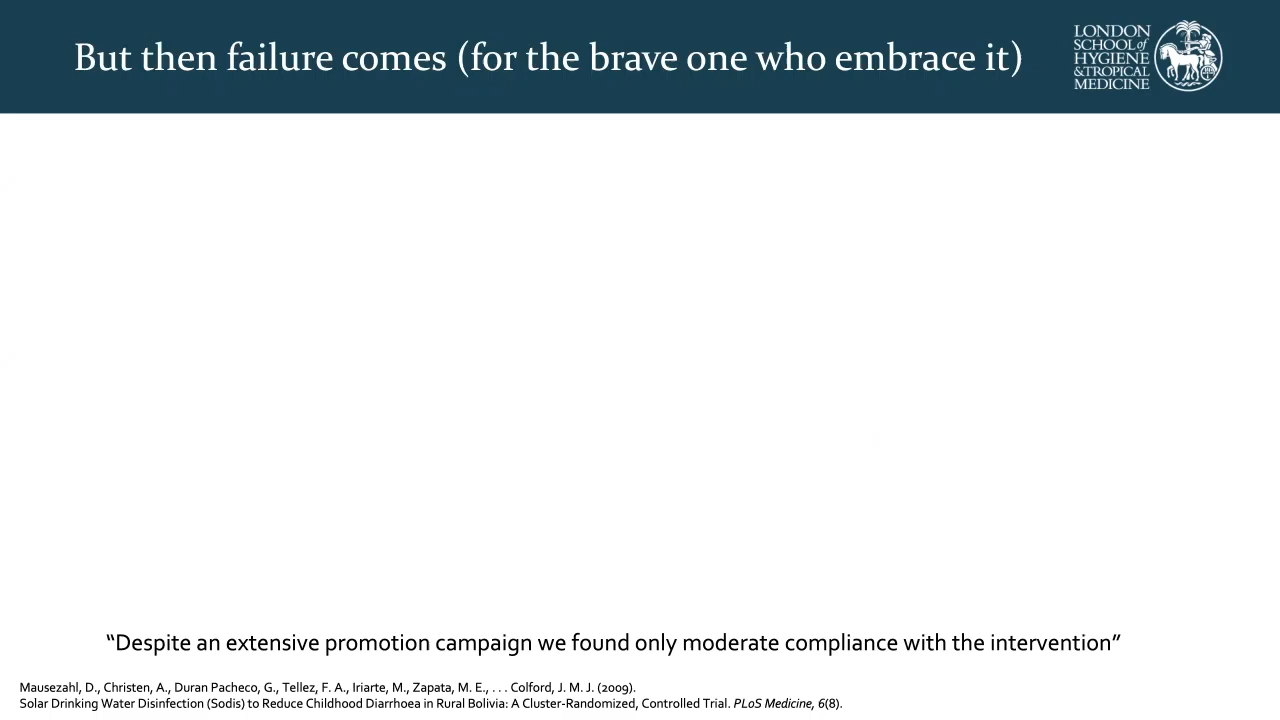 But then failure comes (for the brave one who embrace it)
LONDON
SCHOOL of
HYGIENE
& TROPICAL
MEDICINE
“Despite an extensive promotion campaign we found only moderate compliance with the intervention”
Mausezahl, D., Christen, A., Duran Pacheco, G., Tellez, F. A., Iriarte, M., Zapata, M. E., . . . Colford, J. M. J. (2009).
Solar Drinking Water Disinfection (Sodis) to Reduce Childhood Diarrhoea in Rural Bolivia: A Cluster-Randomized, Controlled Trial. PLoS Medicine, 6(8).